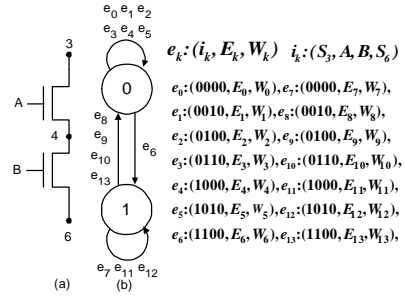 e0 e1 e2
e3 e4 e5
3
A
4
B
6
(a)
0
e8
e9
e10
e13
e6
1
e7 e11 e12
(b)
ek:(ik,Ek,Wk) ik:(S3,A,B,S6)
e0:(0000,E0,W0),e7:(0000,E7,W7),
e1:(0010,E1,W1),e8:(0010,E8,W8),
e2:(0100,E2,W2),e9:(0100,E9,W9),
e3:(0110,E3,W3),e10:(0110,E10,W10),
e4:(1000,E4,W4),e11:(1000,E11,W11),
e5:(1010,E5,W5),e12:(1010,E12,W12),
e6:(1100,E6,W6),e13:(1100,E13,W13),